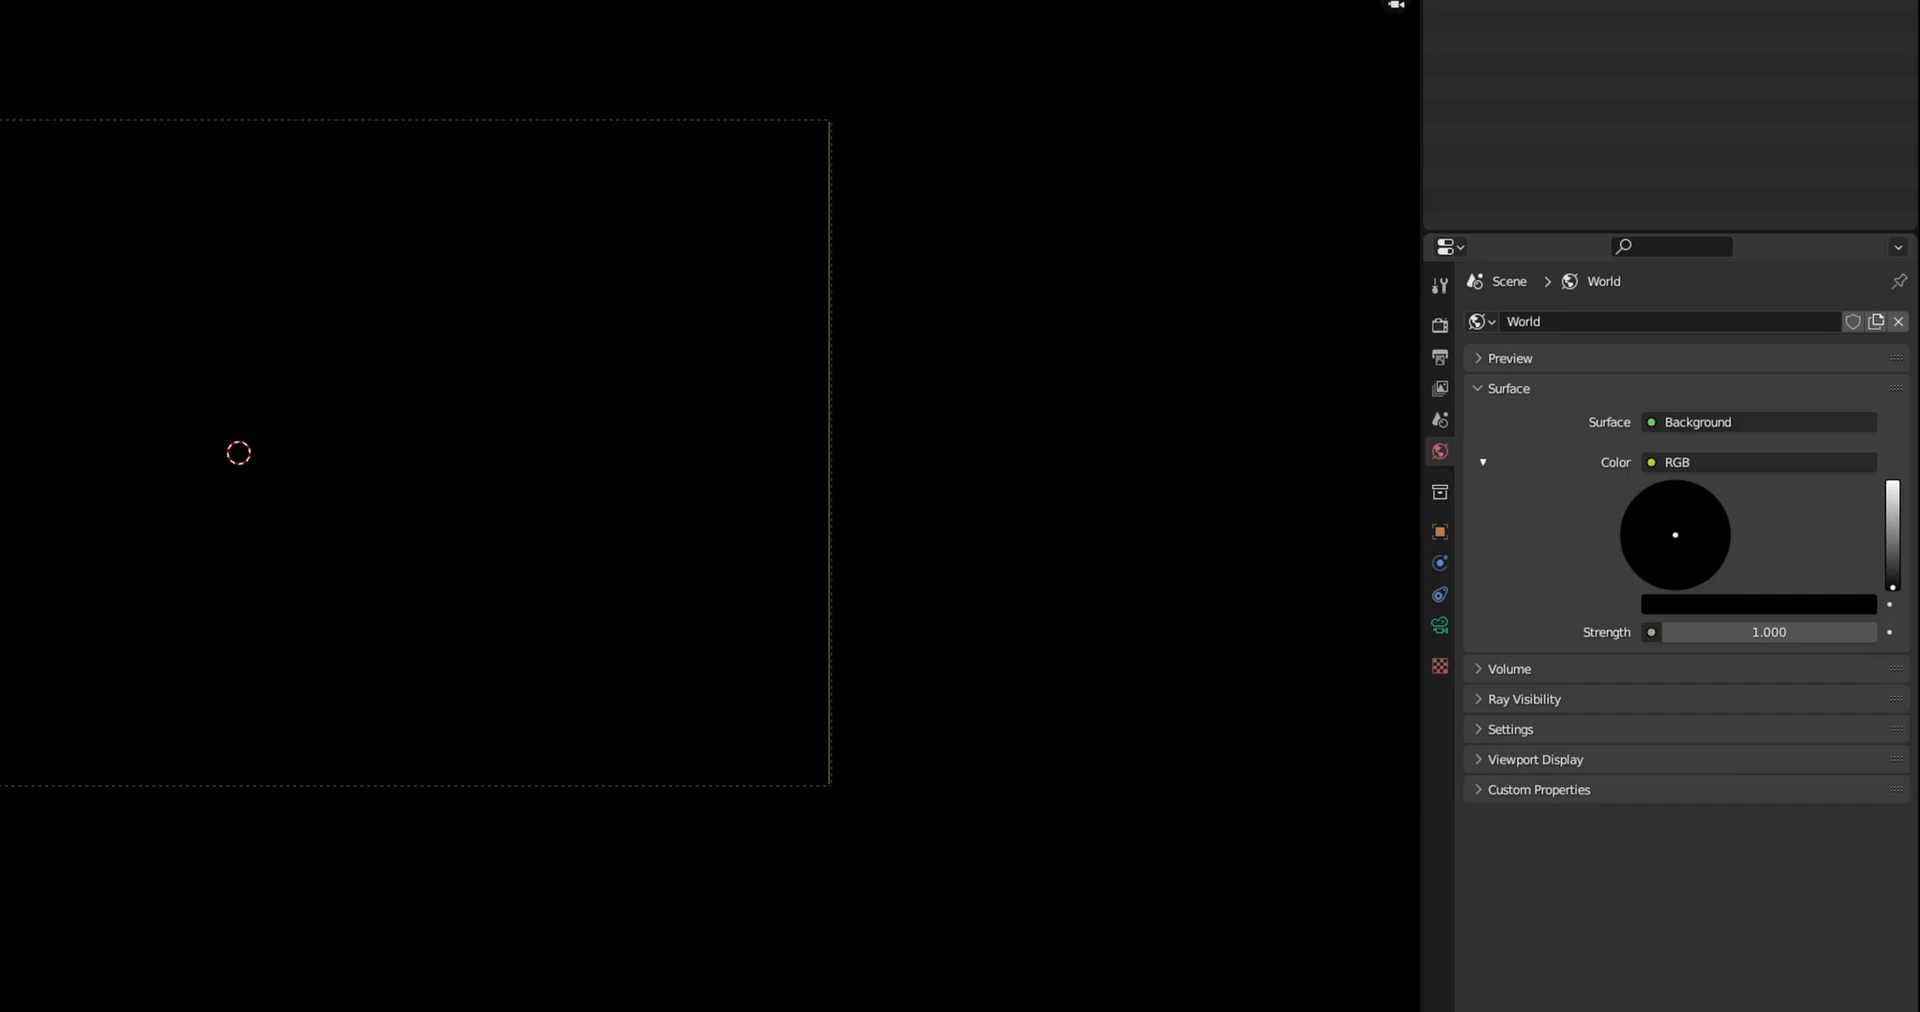 Scene > World
World
Preview
Surface
Surface Background
Color RGB
Strength 1.000
Volume
Ray Visibility
Settings
Viewport Display
Custom Properties